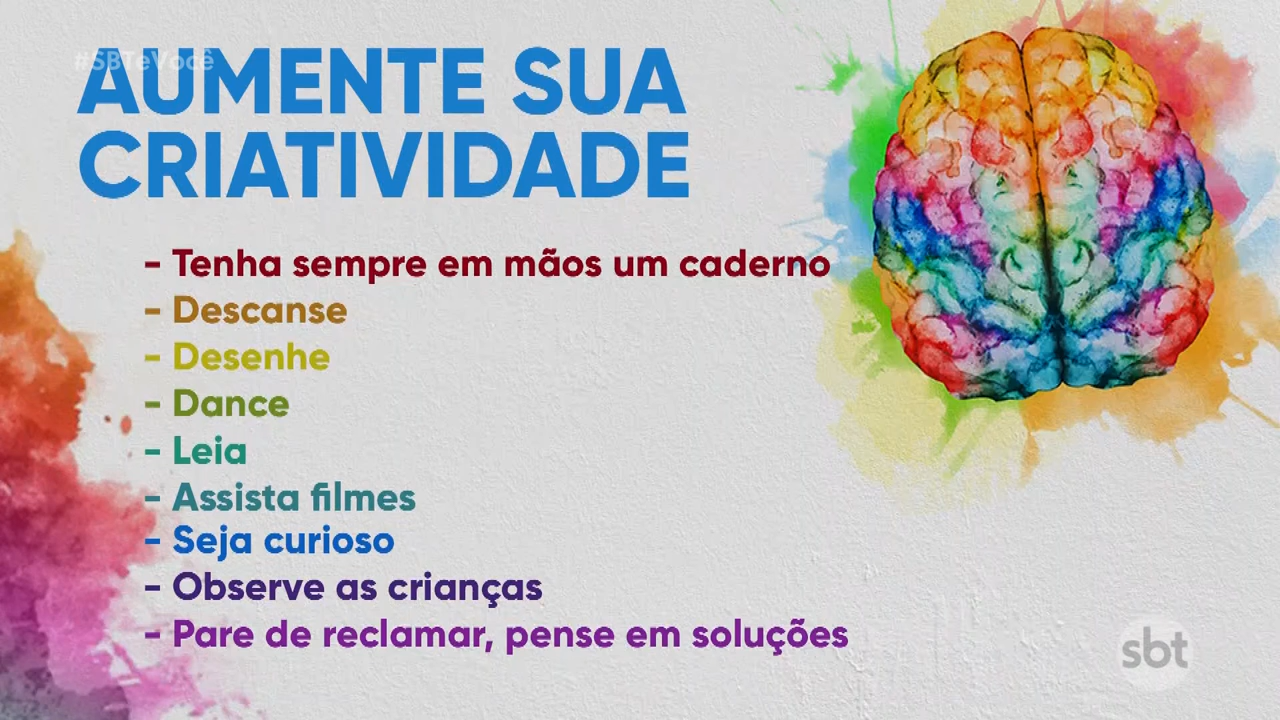 #SBTeVocê
AUMENTE SUA
CRIATIVIDADE
- Tenha sempre em mãos um caderno
- Descanse
- Desenhe
- Dance
- Leia
- Assista filmes
- Seja curioso
- Observe as crianças
- Pare de reclamar, pense em soluções
sbt